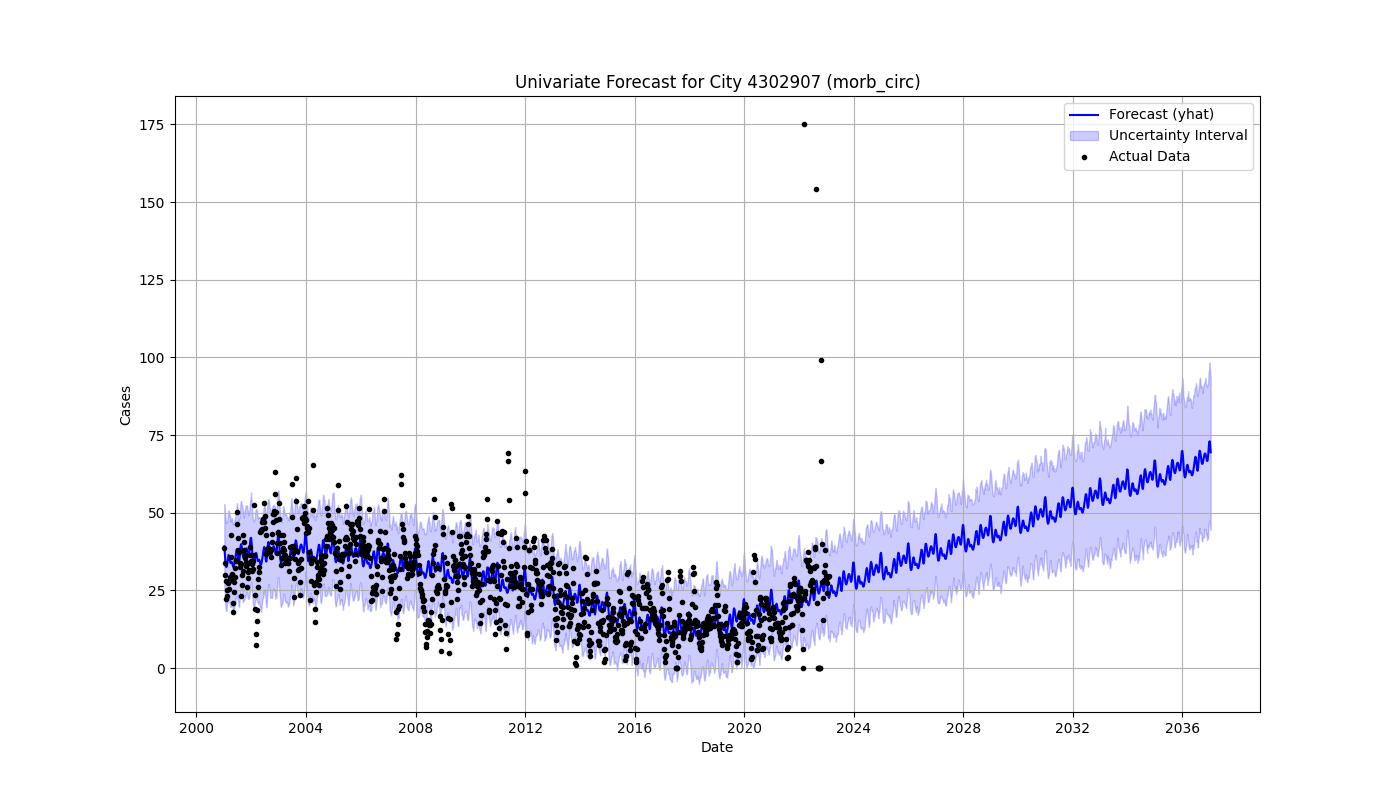 Univariate Forecast for City 4302907 (morb_circ)
Forecast (yhat)
Uncertainty Interval
Actual Data
175
150
125
100
75
50
25
0
Cases
2000 2004 2008 2012 2016 2020 2024 2028 2032 2036
Date